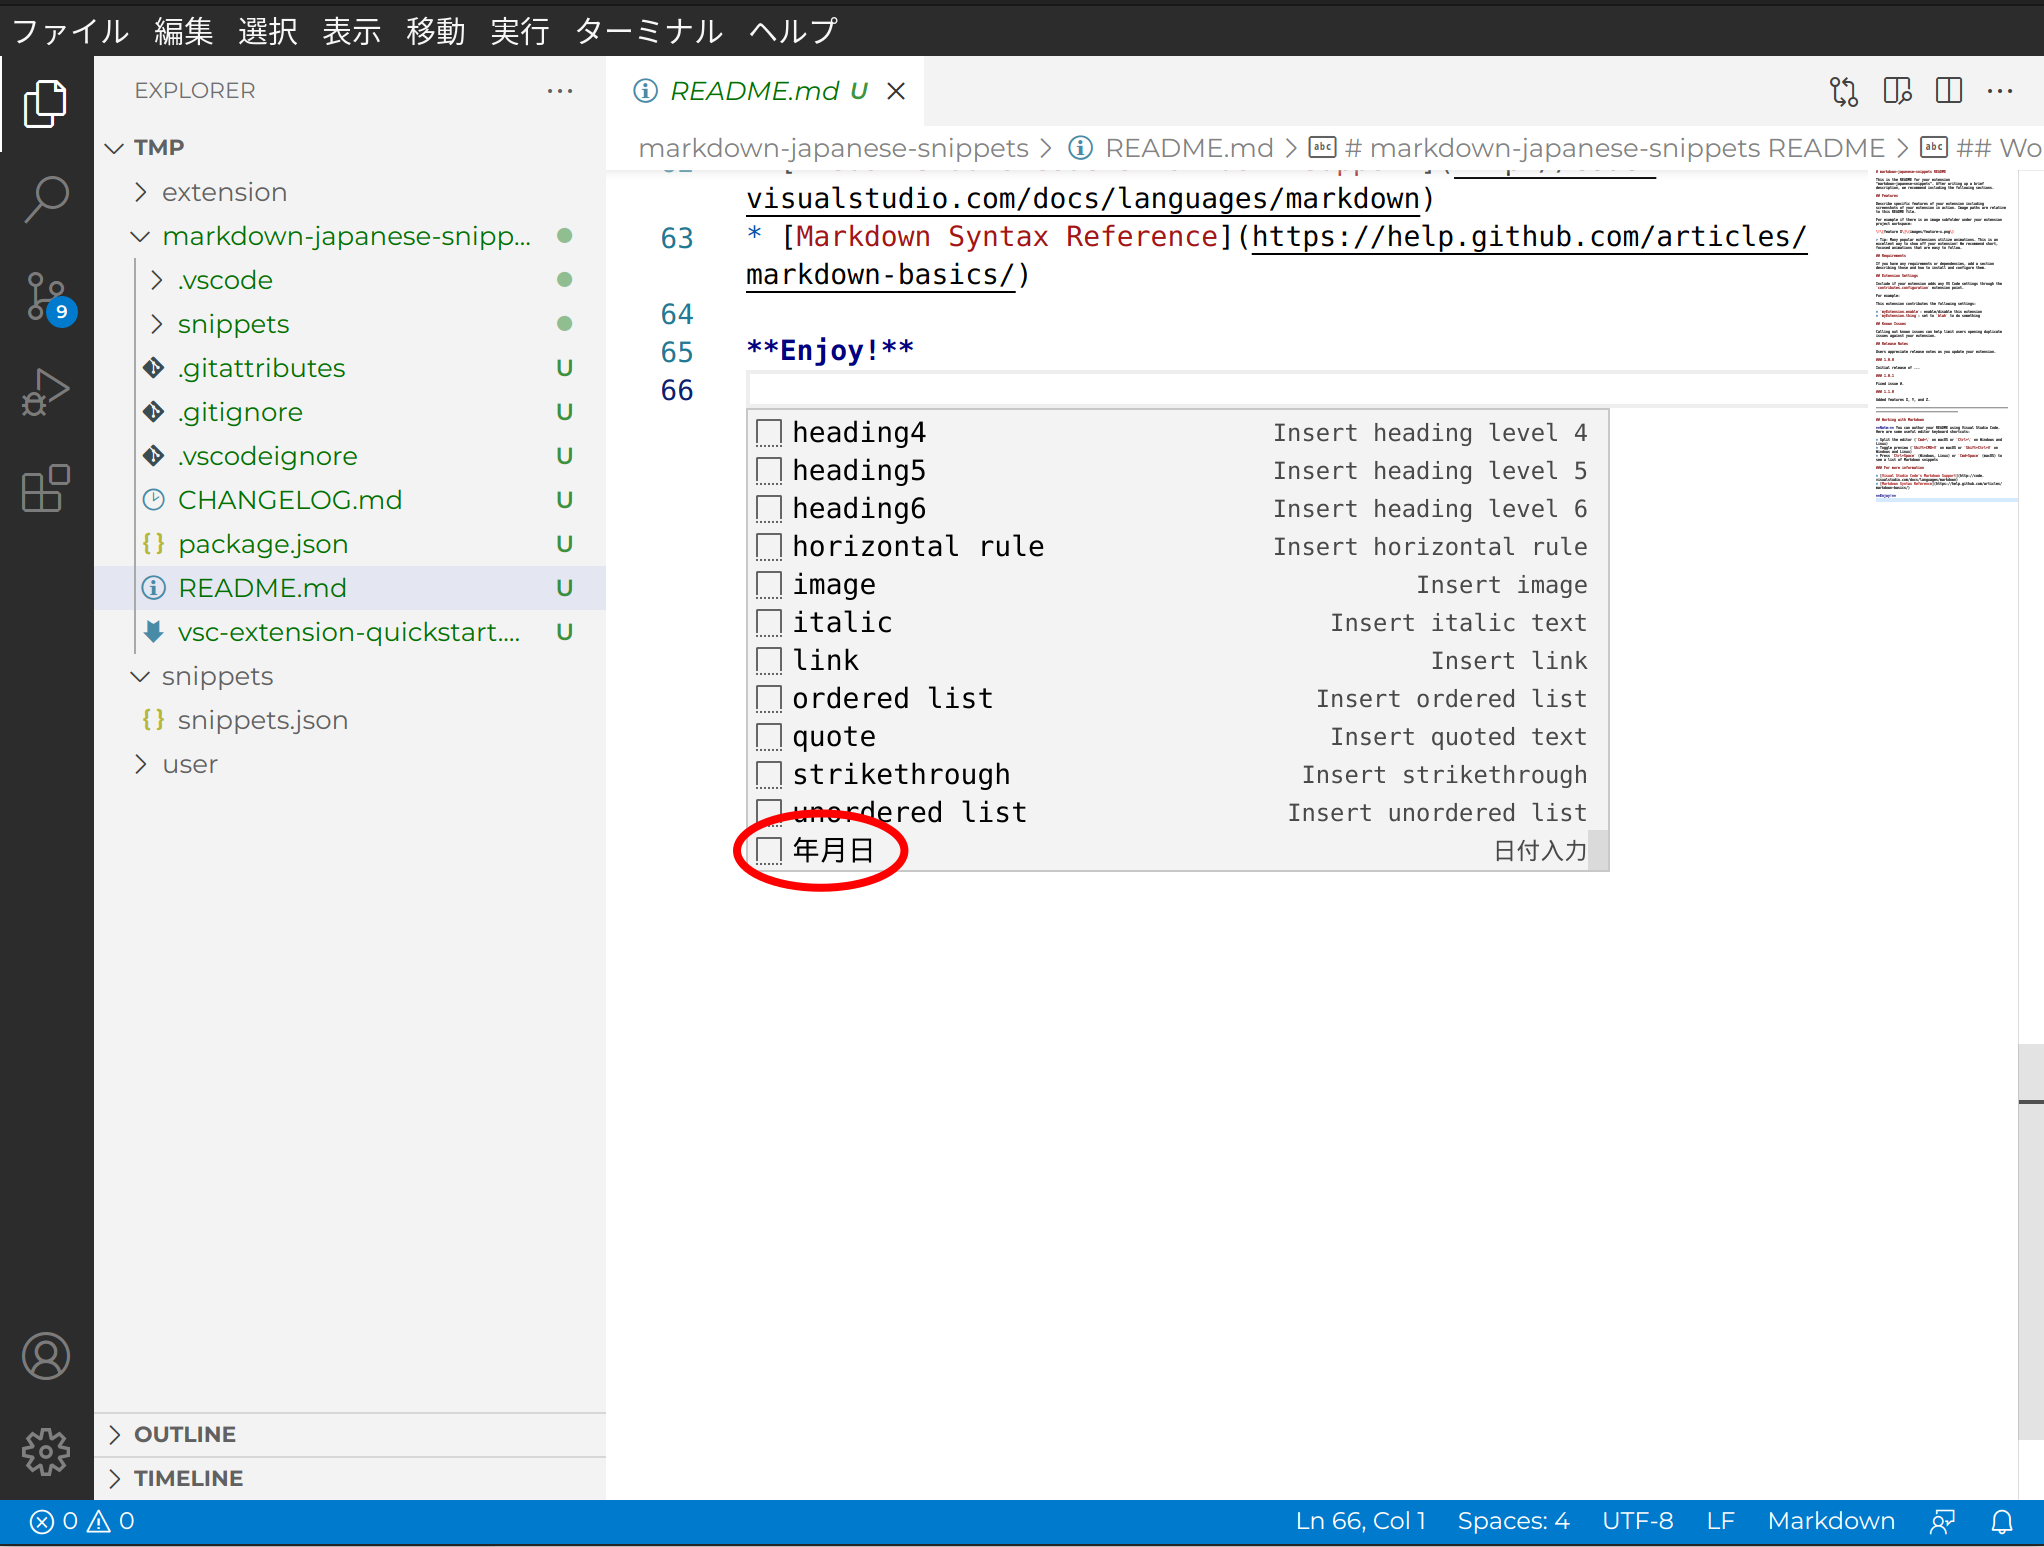 ファイル 編集 選択 表示 移動 実行 ターミナル ヘルプ
EXPLORER
TMP
extension
markdown-japanese-snipp...
.vscode
snippets
.gitattributes U
.gitignore U
.vscodeignore U
CHANGELOG.md U
package.json U
README.md U
vsc-extension-quickstart.... U
snippets
snippets.json
user
OUTLINE
TIMELINE
9
README.md U
markdown-japanese-snippets > README.md > # markdown-japanese-snippets README > ## Wo
visualstudio.com/docs/languages/markdown)
63 * [Markdown Syntax Reference](https://help.github.com/articles/
markdown-basics/)
64
65 **Enjoy!**
66
heading4 Insert heading level 4
heading5 Insert heading level 5
heading6 Insert heading level 6
horizontal rule Insert horizontal rule
image Insert image
italic Insert italic text
link Insert link
ordered list Insert ordered list
quote Insert quoted text
strikethrough Insert strikethrough
unordered list Insert unordered list
年月日 日付入力
0 0 Ln 66, Col 1 Spaces: 4 UTF-8 LF Markdown